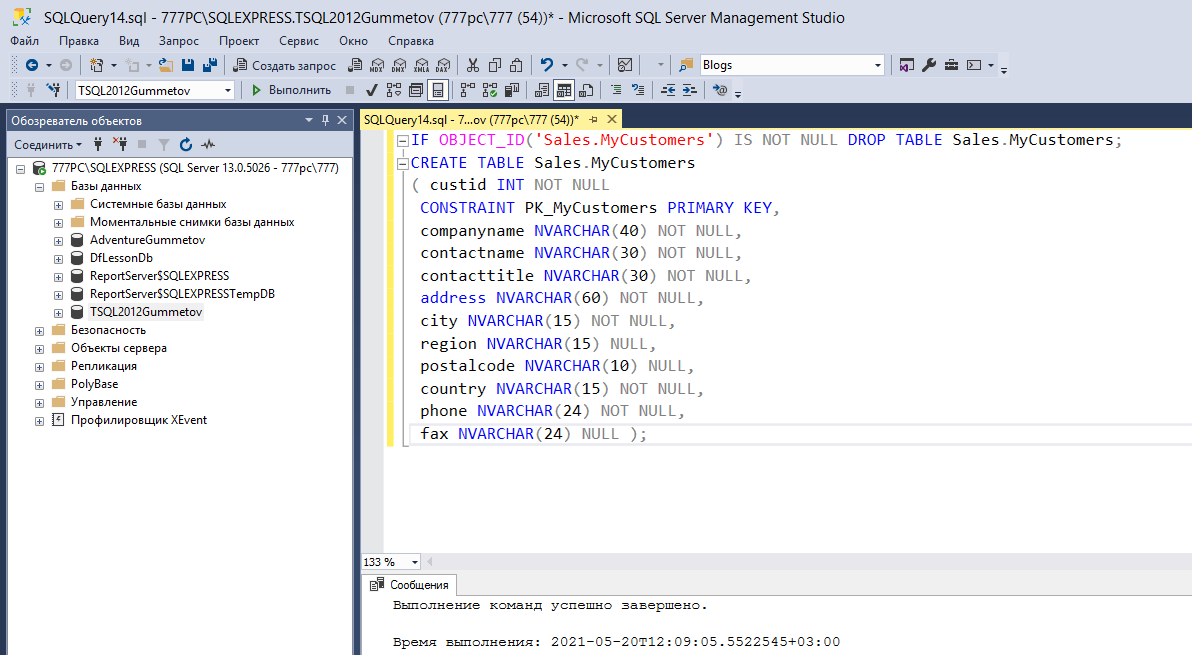 SQLQuery14.sql - 777PC\SQLEXPRESS.TSQL2012Gummetov (777pc\777 (54))* - Microsoft SQL Server Management Studio
Файл Правка Вид Запрос Проект Сервис Окно Справка
Создать запрос MDX DMX XMLA DAX Blogs
TSQL2012Gummetov Выполнить
Обозреватель объектов
SQLQuery14.sql - 7...ov (777pc\777 (54))*
Соединить
777PC\SQLEXPRESS (SQL Server 13.0.5026 - 777pc\777)
Базы данных
Системные базы данных
Моментальные снимки базы данных
AdventureGummetov
DfLessonDb
ReportServer$SQLEXPRESS
ReportServer$SQLEXPRESSTempDB
TSQL2012Gummetov
Безопасность
Объекты сервера
Репликация
PolyBase
Управление
Профилировщик XEvent
IF OBJECT_ID('Sales.MyCustomers') IS NOT NULL DROP TABLE Sales.MyCustomers;
CREATE TABLE Sales.MyCustomers
( custid INT NOT NULL
CONSTRAINT PK_MyCustomers PRIMARY KEY,
companyname NVARCHAR(40) NOT NULL,
contactname NVARCHAR(30) NOT NULL,
contacttitle NVARCHAR(30) NOT NULL,
address NVARCHAR(60) NOT NULL,
city NVARCHAR(15) NOT NULL,
region NVARCHAR(15) NULL,
postalcode NVARCHAR(10) NULL,
country NVARCHAR(15) NOT NULL,
phone NVARCHAR(24) NOT NULL,
fax NVARCHAR(24) NULL );
133 %
Сообщения
Выполнение команд успешно завершено.
Время выполнения: 2021-05-20T12:09:05.5522545+03:00